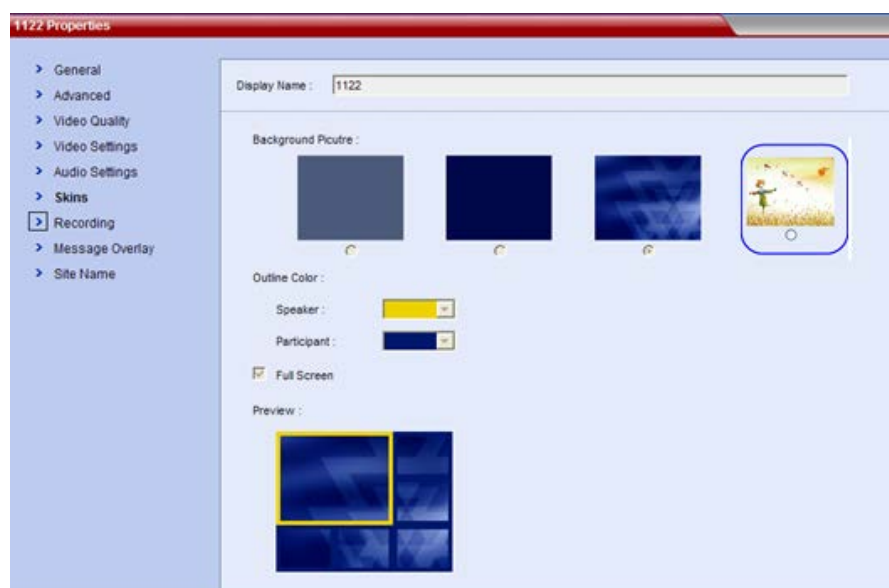 1122 Properties
General
Advanced
Video Quality
Video Settings
Audio Settings
Skins
Recording
Message Overlay
Site Name
Display Name : 1122
Background Picutre :
Outline Color :
Speaker :
Participant :
Full Screen
Preview :